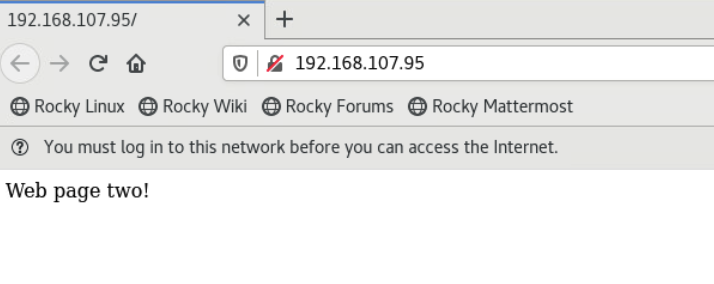 192.168.107.95/
192.168.107.95
Rocky Linux Rocky Wiki Rocky Forums Rocky Mattermost
You must log in to this network before you can access the Internet.
Web page two!